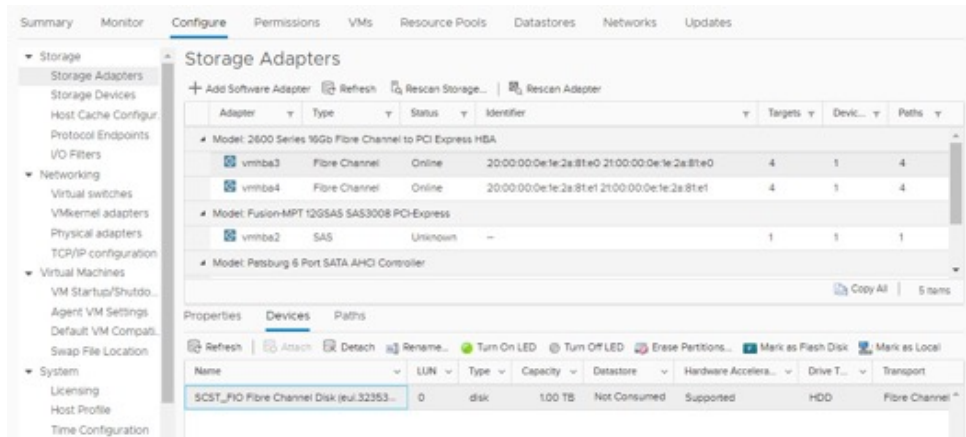 Summary Monitor Configure Permissions VMs Resource Pools Datastores Networks Updates
Storage
Storage Adapters
Storage Devices
Host Cache Configur.
Protocol Endpoints
I/O Filters
Networking
Virtual switches
VMkernel adapters
Physical adapters
TCP/IP configuration
Virtual Machines
VM Startup/Shutdo...
Agent VM Settings
Default VM Compati..
Swap File Location
System
Licensing
Host Profile
Time Configuration
Storage Adapters
+ Add Software Adapter Refresh Rescan Storage... | Rescan Adapter
Adapter Type Status Identifier Targets Devic... Paths
Model: 2600 Series 16Gb Fibre Channel to PCI Express HBA
vmhba3 Fibre Channel Online 20:00:00:0e:1e:2a:81:e0 21:00:00:0e:1e:2a:81:e0 4 1 4
vmhba4 Fibre Channel Online 20:00:00:0e:1e:2a:81:e1 21:00:00:0e:1e:2a:81:e1 4 1 4
Model: Fusion-MPT 12GSAS SAS3008 PCI-Express
vmhba2 SAS Unknown -- 1 1 1
Model: Patsburg 6 Port SATA AHCI Controller
Copy All | 5 items
Properties Devices Paths
Refresh | Attach Detach Rename... Turn On LED Turn Off LED Erase Partitions... Mark as Flash Disk Mark as Local
Name LUN Type Capacity Datastore Hardware Accelera... Drive T... Transport
SCST_FIO Fibre Channel Disk (eui.32353... 0 disk 1.00 TB Not Consumed Supported HDD Fibre Channel